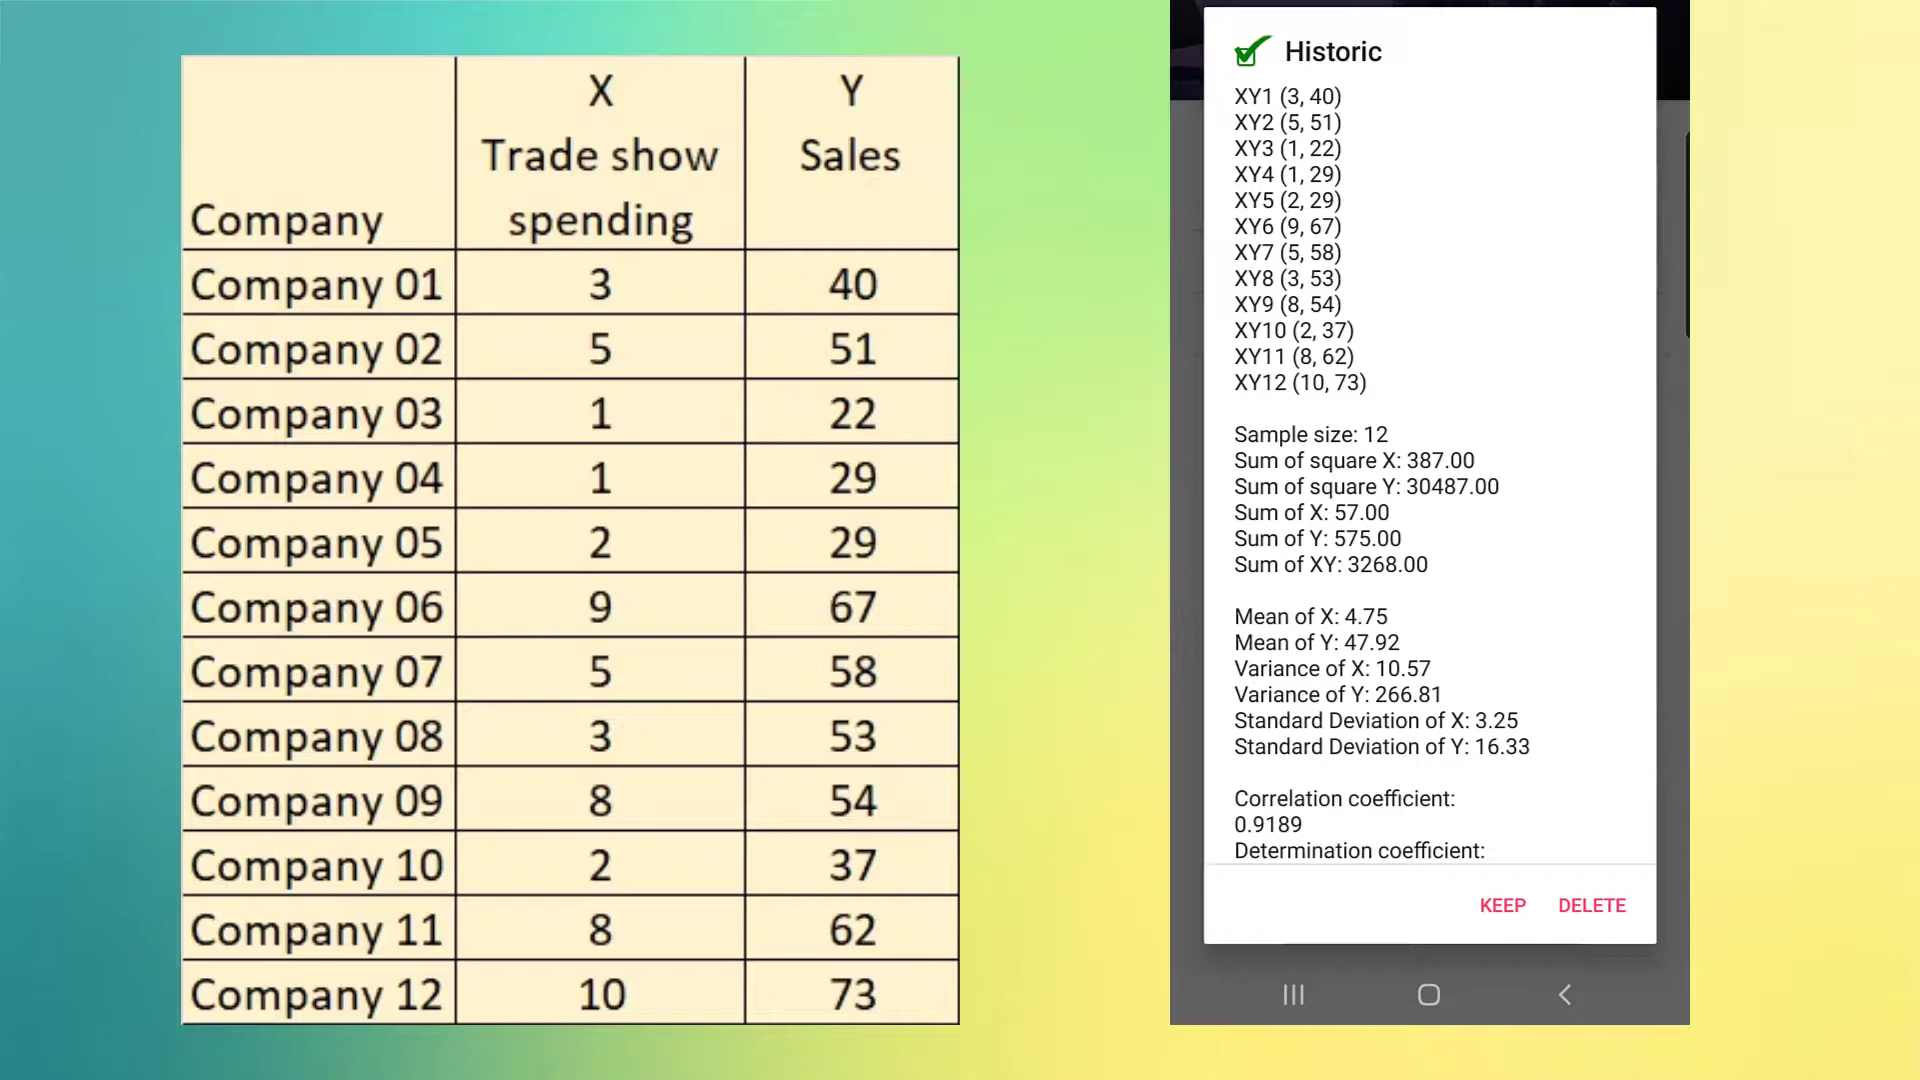 X
Y
Trade show
Sales
Company
spending
Company 01 3 40
Company 02 5 51
Company 03 1 22
Company 04 1 29
Company 05 2 29
Company 06 9 67
Company 07 5 58
Company 08 3 53
Company 09 8 54
Company 10 2 37
Company 11 8 62
Company 12 10 73
Historic
XY1 (3, 40)
XY2 (5, 51)
XY3 (1, 22)
XY4 (1, 29)
XY5 (2, 29)
XY6 (9, 67)
XY7 (5, 58)
XY8 (3, 53)
XY9 (8, 54)
XY10 (2, 37)
XY11 (8, 62)
XY12 (10, 73)
Sample size: 12
Sum of square X: 387.00
Sum of square Y: 30487.00
Sum of X: 57.00
Sum of Y: 575.00
Sum of XY: 3268.00
Mean of X: 4.75
Mean of Y: 47.92
Variance of X: 10.57
Variance of Y: 266.81
Standard Deviation of X: 3.25
Standard Deviation of Y: 16.33
Correlation coefficient:
0.9189
Determination coefficient:
KEEP DELETE